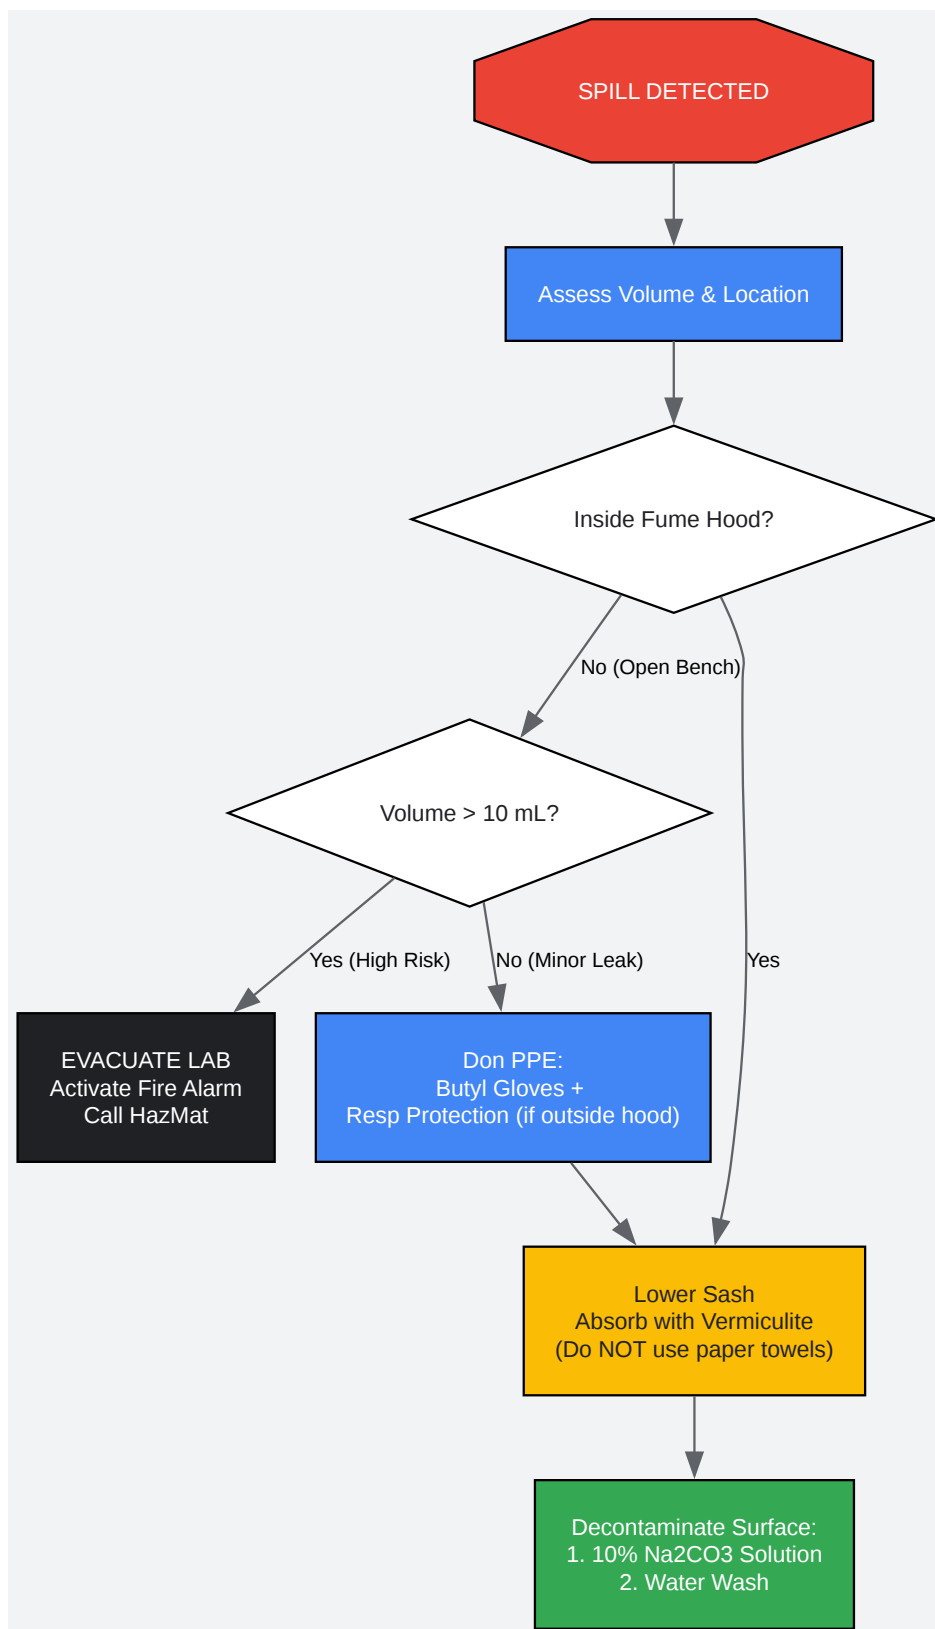 SPILL DETECTED
Assess Volume & Location
Inside Fume Hood?
No (Open Bench)
Volume > 10 mL?
Yes (High Risk)
No (Minor Leak)
Yes
EVACUATE LAB
Activate Fire Alarm
Call HazMat
Don PPE:
Butyl Gloves +
Resp Protection (if outside hood)
Lower Sash
Absorb with Vermiculite
(Do NOT use paper towels)
Decontaminate Surface:
1. 10% Na2CO3 Solution
2. Water Wash